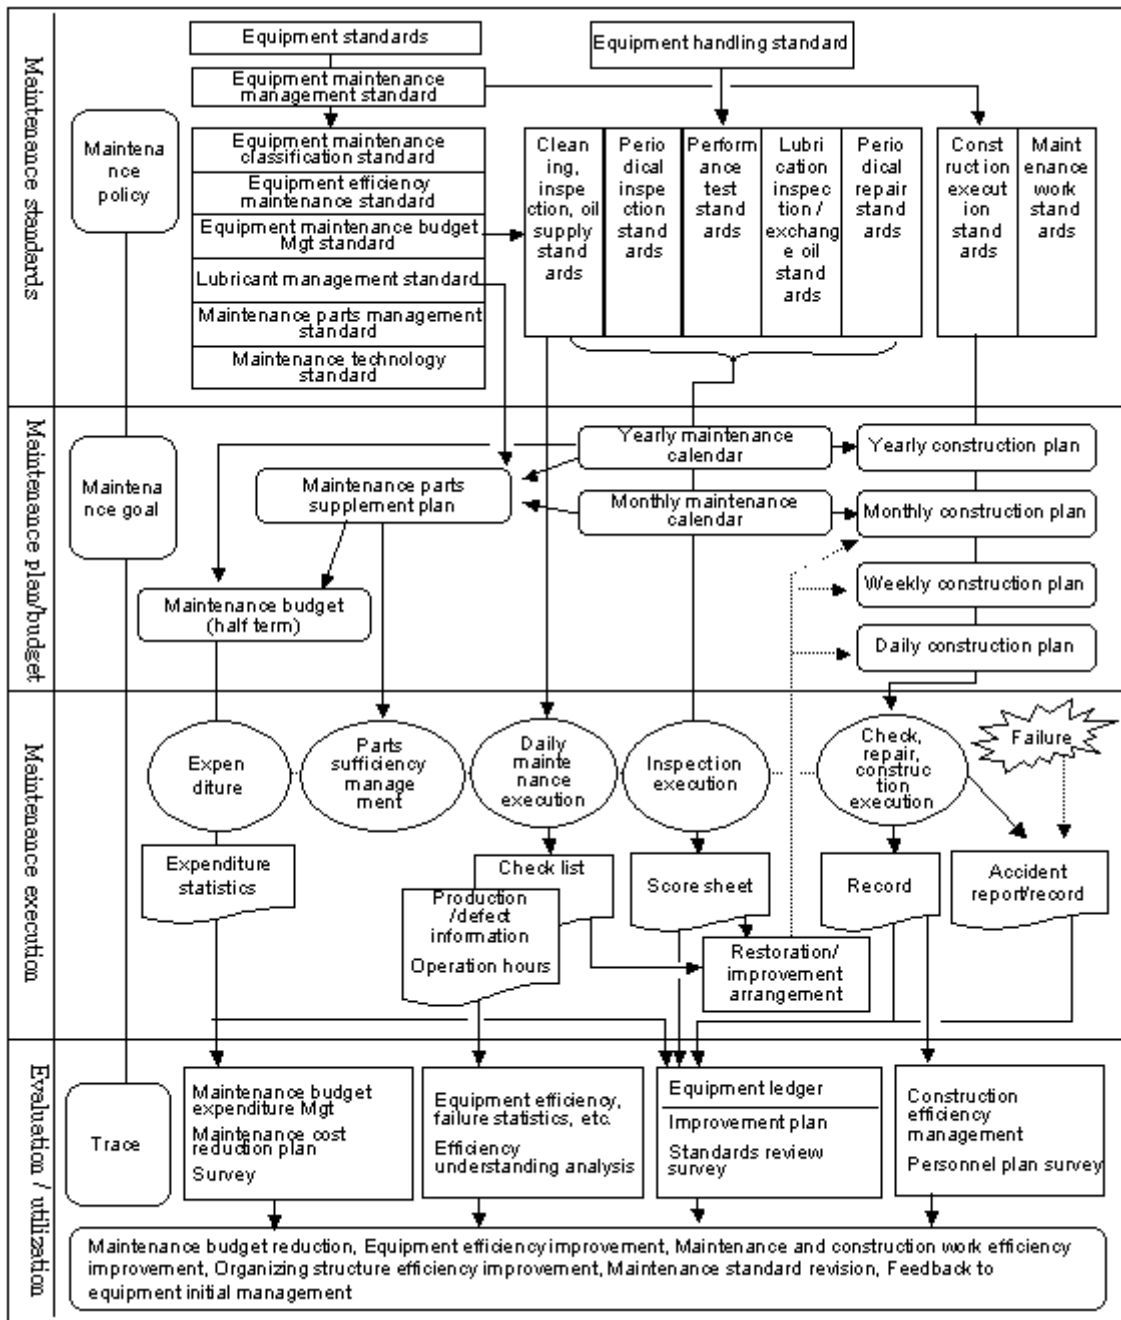 Maintenance standards
Equipment standards
Equipment handling standard
Equipment maintenance
management standard
Maintena
nce
policy
Equipment maintenance
classification standard
Equipment efficiency
maintenance standard
Equipment maintenance budget
Mgt standard
Lubricant management standard
Maintenance parts management
standard
Maintenance technology
standard
Clean
ing,
inspe
ction, oil
supply
stand
ards
Perio
dical
inspe
ction
stand
ards
Perform
ance
test
stand
ards
Lubri
cation
inspec
tion /
exchang
e oil
stand
ards
Perio
dical
repair
stand
ards
Const
ruction
execut
ion
stand
ards
Maint
enance
work
stand
ards
Maintenance plan/budget
Maintena
nce goal
Yearly maintenance
calendar
Yearly construction plan
Maintenance parts
supplement plan
Monthly maintenance
calendar
Monthly construction plan
Maintenance budget
(half term)
Weekly construction plan
Daily construction plan
Maintenance execution
Expen
diture
Parts
sufficiency
manage
ment
Daily
mainte
nance
execution
Inspection
execution
Check,
repair,
construc
tion
execution
Failure
Expenditure
statistics
Check list
Production
/defect
information
Operation hours
Score sheet
Record
Accident
report/record
Restoration/
improvement
arrangement
Evaluation / utilization
Trace
Maintenance budget
expenditure Mgt
Maintenance cost
reduction plan
Survey
Equipment efficiency,
failure statistics, etc.
Efficiency
understanding analysis
Equipment ledger
Improvement plan
Standards review
survey
Construction
efficiency
management
Personnel plan survey
Maintenance budget reduction, Equipment efficiency improvement, Maintenance and construction work efficiency
improvement, Organizing structure efficiency improvement, Maintenance standard revision, Feedback to
equipment initial management